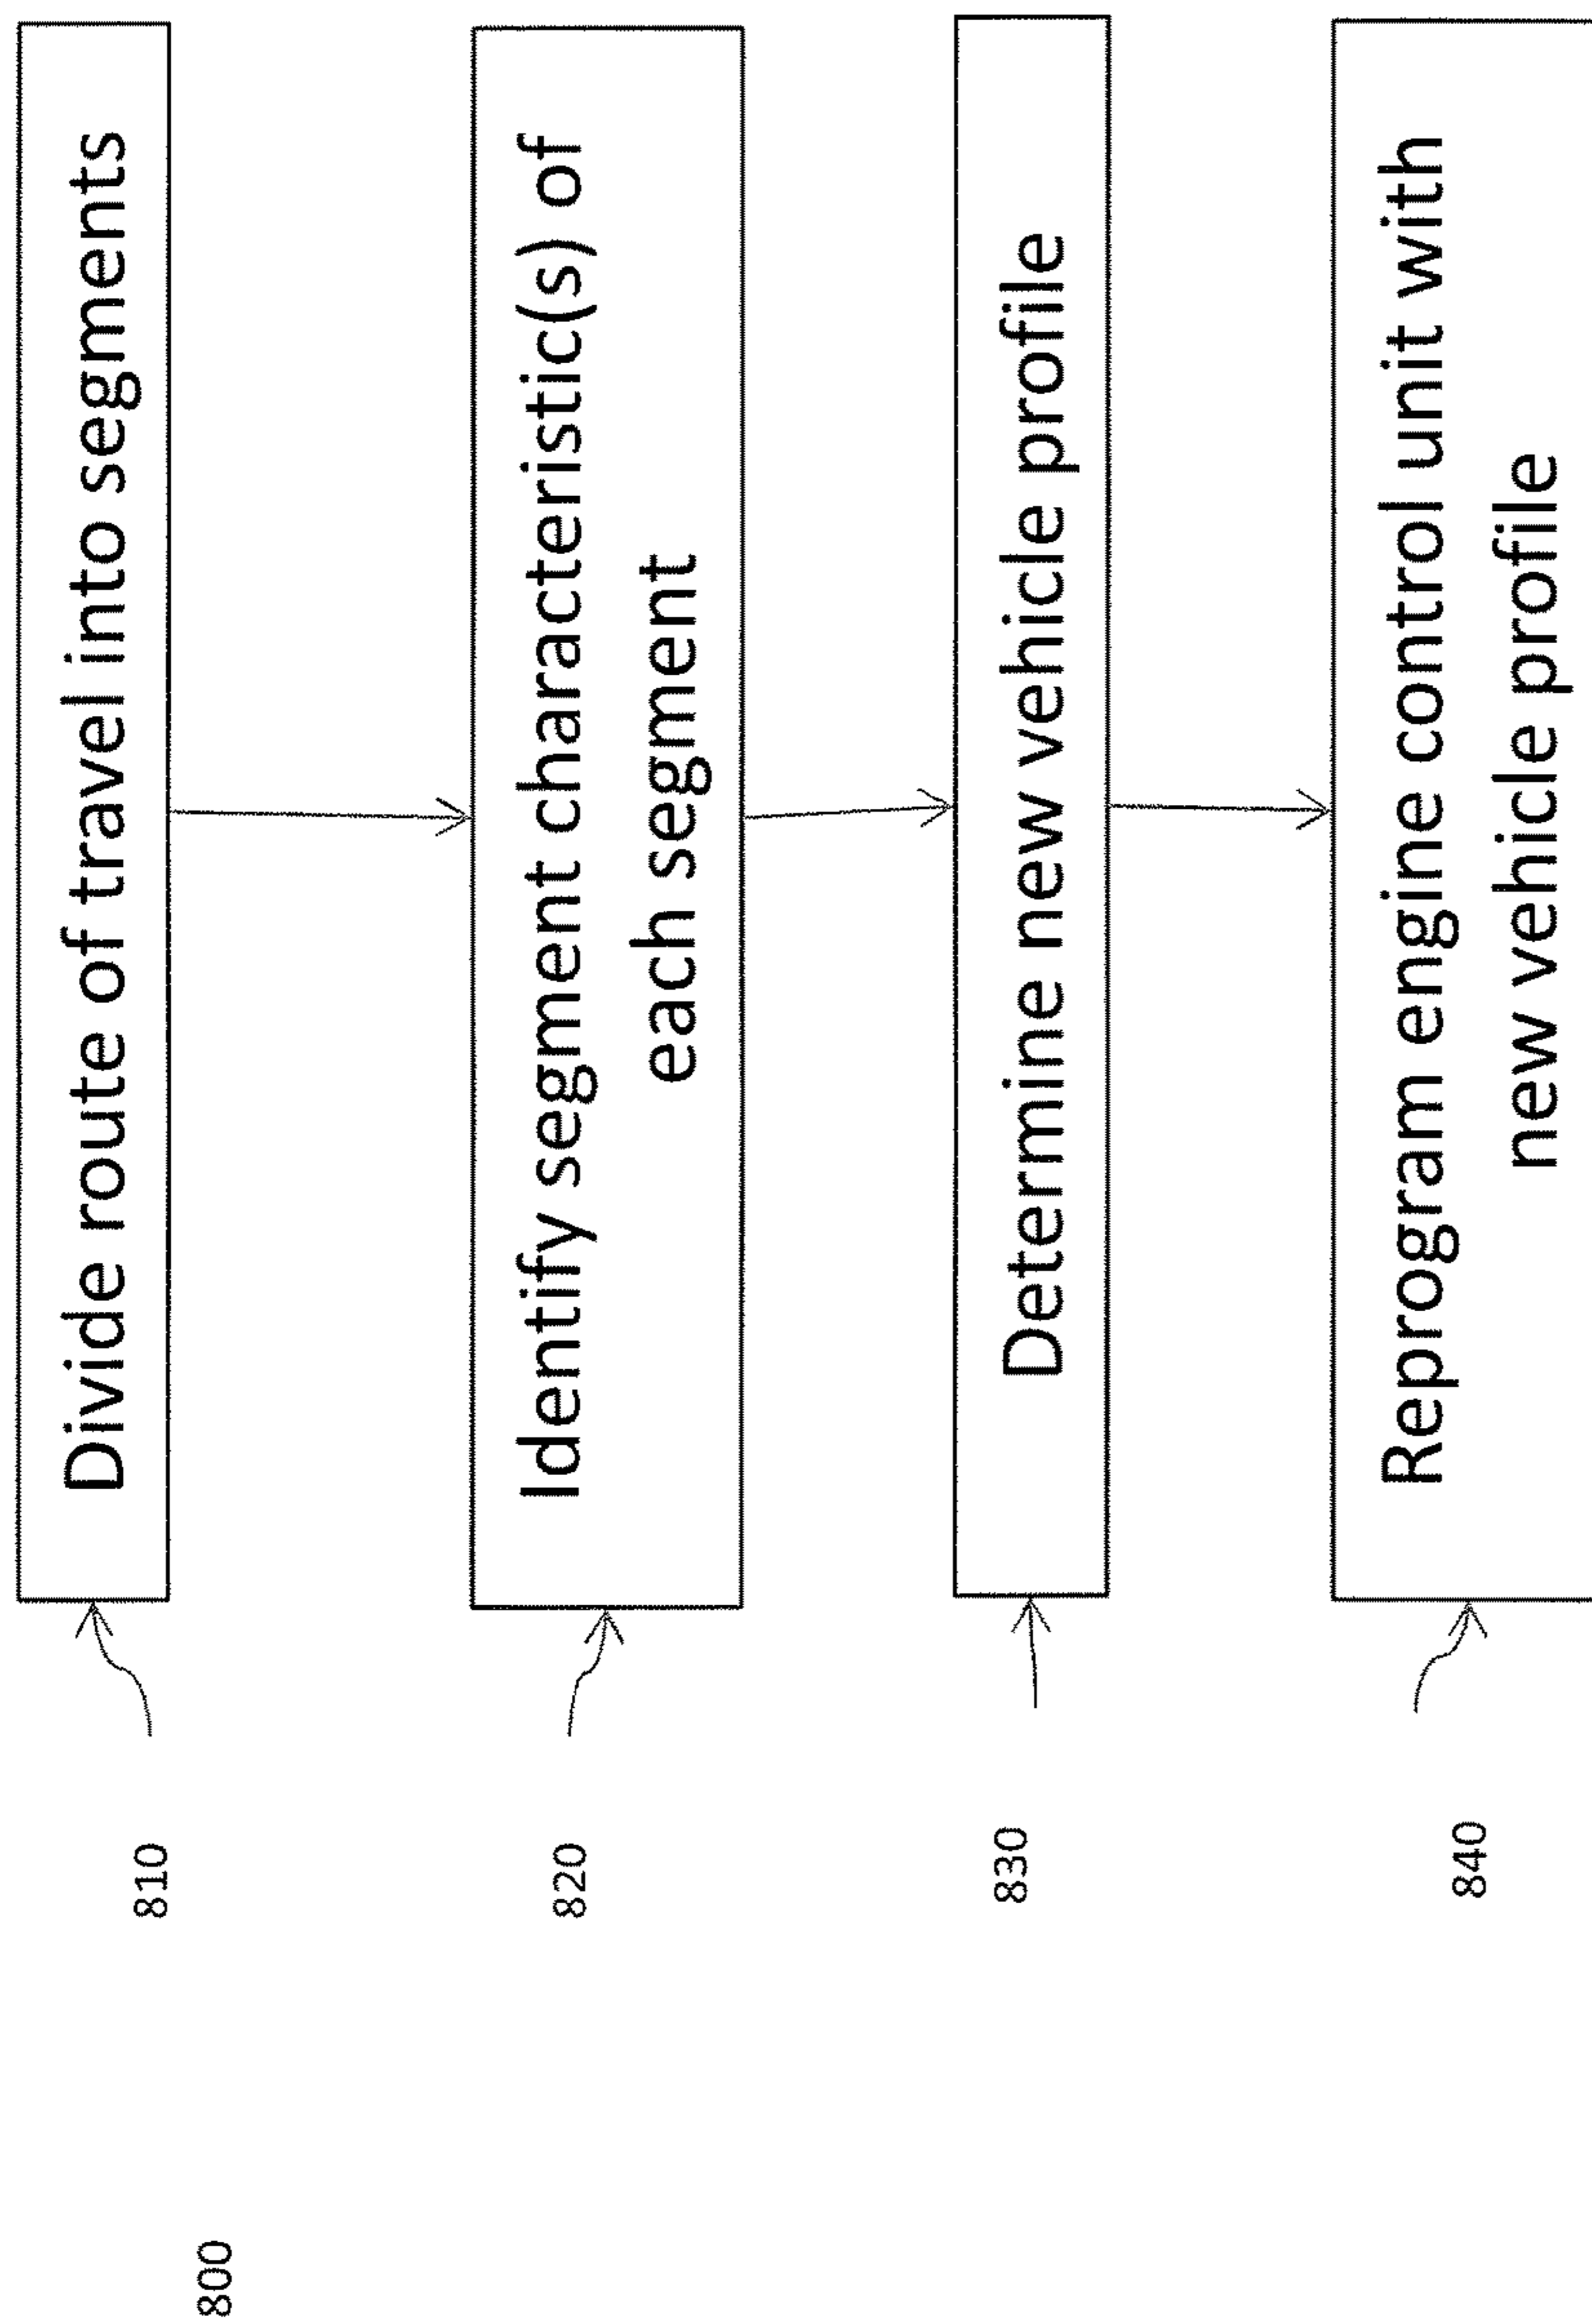 800
810
Divide route of travel into segments
820
Identify segment characteristic(s) of
each segment
830
Determine new vehicle profile
840
Reprogram engine control unit with
new vehicle profile